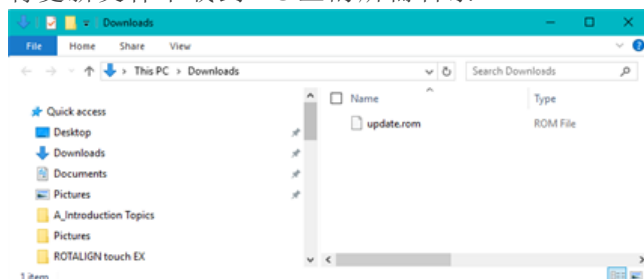 Downloads
File Home Share View
This PC > Downloads Search Downloads
Quick access
Desktop
Downloads
Documents
Pictures
A_Introduction Topics
Pictures
ROTALIGN touch EX
Name Type
update.rom ROM File
1 item